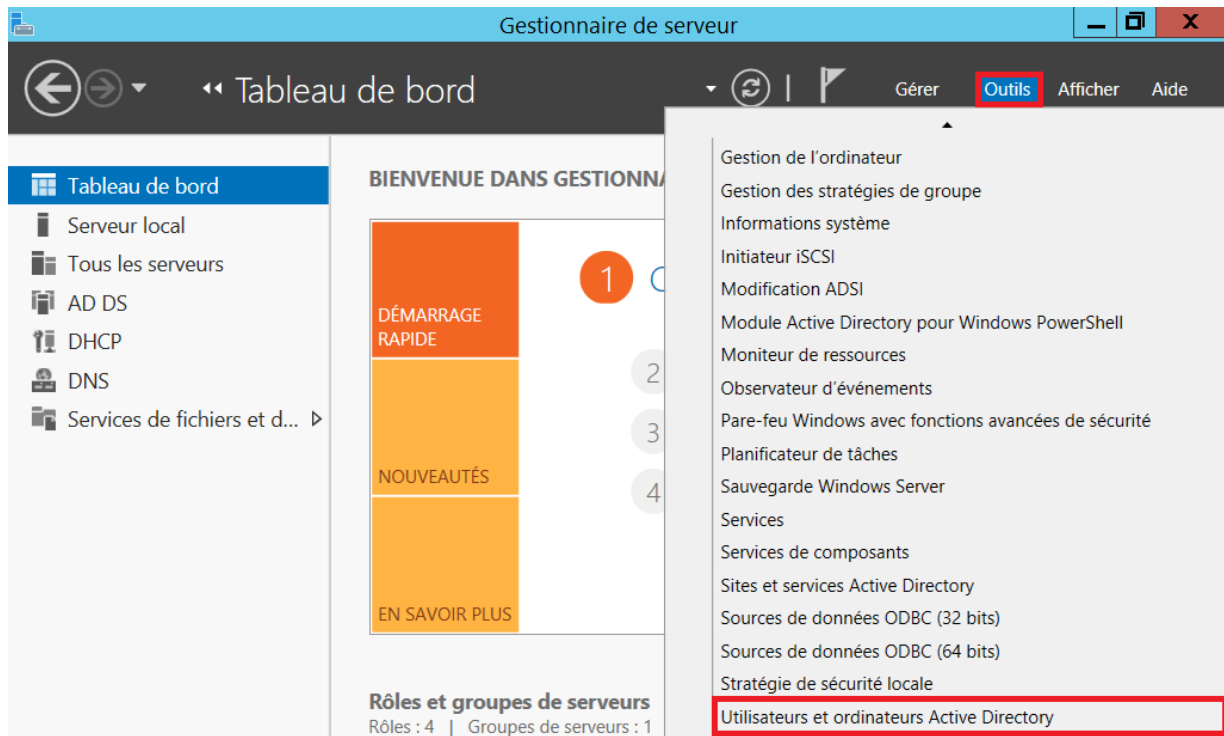 Gestionnaire de serveur
Tableau de bord
Gérer Outils Afficher Aide
Tableau de bord
Serveur local
Tous les serveurs
AD DS
DHCP
DNS
Services de fichiers et d...
BIENVENUE DANS GESTIONNA
DÉMARRAGE
RAPIDE
NOUVEAUTÉS
EN SAVOIR PLUS
1 C
2
3
4
Rôles et groupes de serveurs
Rôles : 4 | Groupes de serveurs : 1
Gestion de l'ordinateur
Gestion des stratégies de groupe
Informations système
Initiateur iSCSI
Modification ADSI
Module Active Directory pour Windows PowerShell
Moniteur de ressources
Observateur d'événements
Pare-feu Windows avec fonctions avancées de sécurité
Planificateur de tâches
Sauvegarde Windows Server
Services
Services de composants
Sites et services Active Directory
Sources de données ODBC (32 bits)
Sources de données ODBC (64 bits)
Stratégie de sécurité locale
Utilisateurs et ordinateurs Active Directory